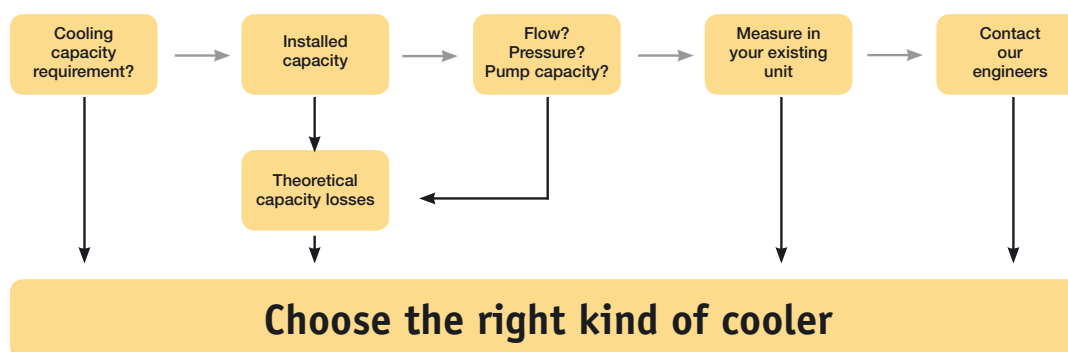 Cooling
capacity
requirement?
Installed
capacity
Flow?
Pressure?
Pump capacity?
Measure in
your existing
unit
Contact
our
engineers
Theoretical
capacity losses
Choose the right kind of cooler